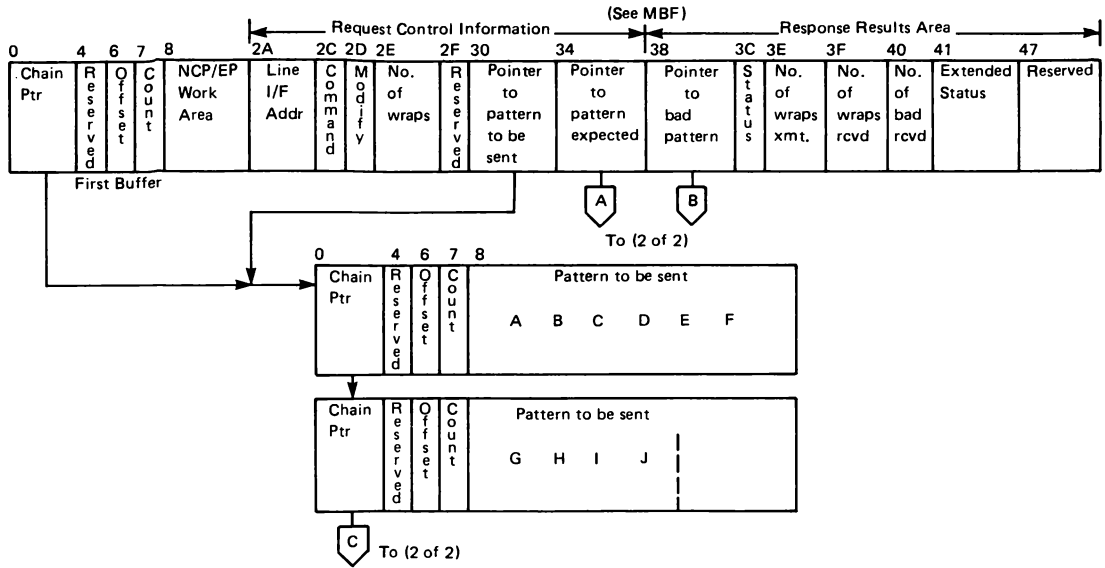 (See MBF)
Request Control Information
Response Results Area
0 4 6 7 8 2A 2C 2D 2E 2F 30 34 38 3C 3E 3F 40 41 47
Chain
Ptr
Reserved
Offset
Count
NCP/EP
Work
Area
Line
I/F
Addr
Command
Modify
No.
of
wraps
Reserved
Pointer
to
pattern
to be
sent
Pointer
to
pattern
expected
Pointer
to
bad
pattern
Status
No.
of
wraps
xmt.
No.
of
wraps
rcvd
No.
of
bad
rcvd
Extended
Status
Reserved
First Buffer
A
B
To (2 of 2)
0 4 6 7 8
Chain
Ptr
Reserved
Offset
Count
Pattern to be sent
A B C D E F
Chain
Ptr
Reserved
Offset
Count
Pattern to be sent
G H I J
C
To (2 of 2)